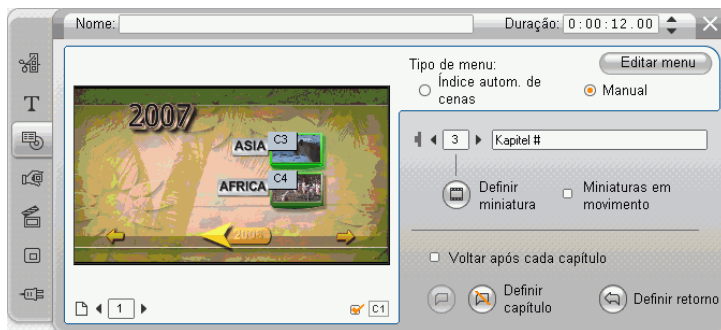 Nome:
Duração: 0:00:12.00
Tipo de menu:
Editar menu
Índice autom. de
cenas
Manual
T
2007
ASIA C3
AFRICA C4
2008
3 Kapitel #
Definir
miniatura
Miniaturas em
movimento
Voltar após cada capítulo
Definir
capítulo
Definir retorno
1
C1